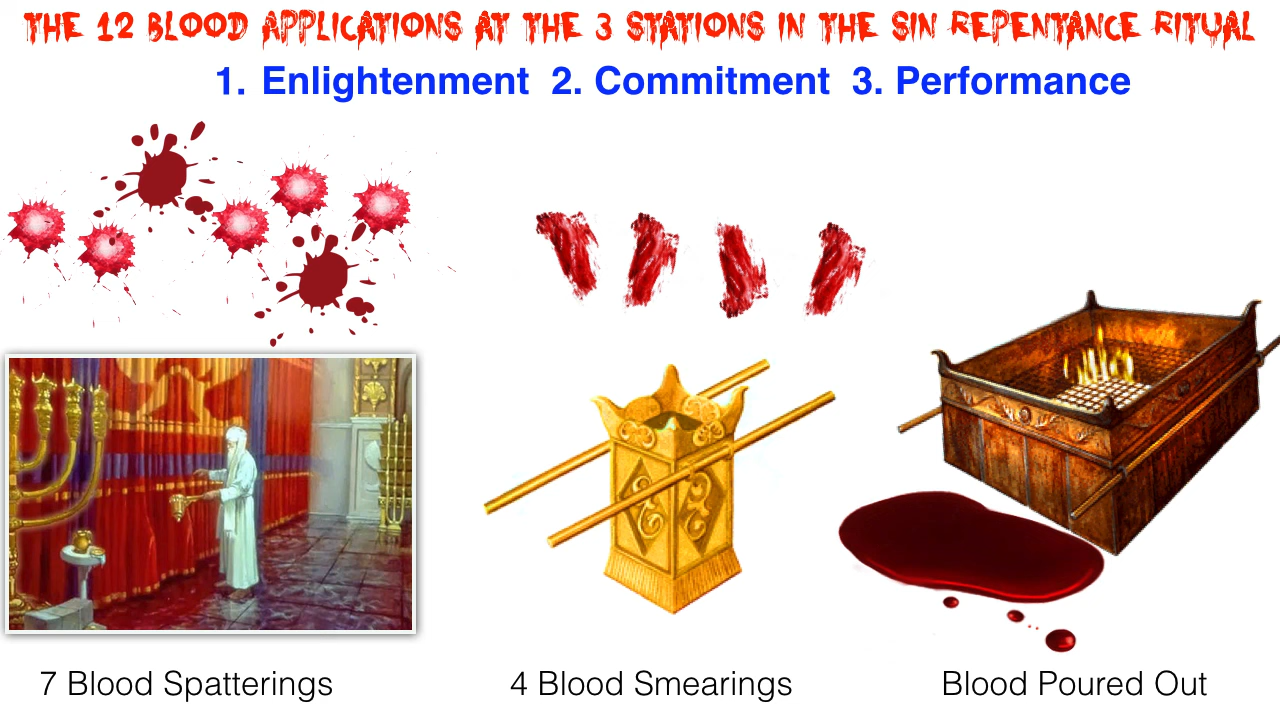 THE 12 BLOOD APPLICATIONS AT THE 3 STATIONS IN THE SIN REPENTANCE RITUAL
1. Enlightenment 2. Commitment 3. Performance
7 Blood Spatterings
4 Blood Smearings
Blood Poured Out